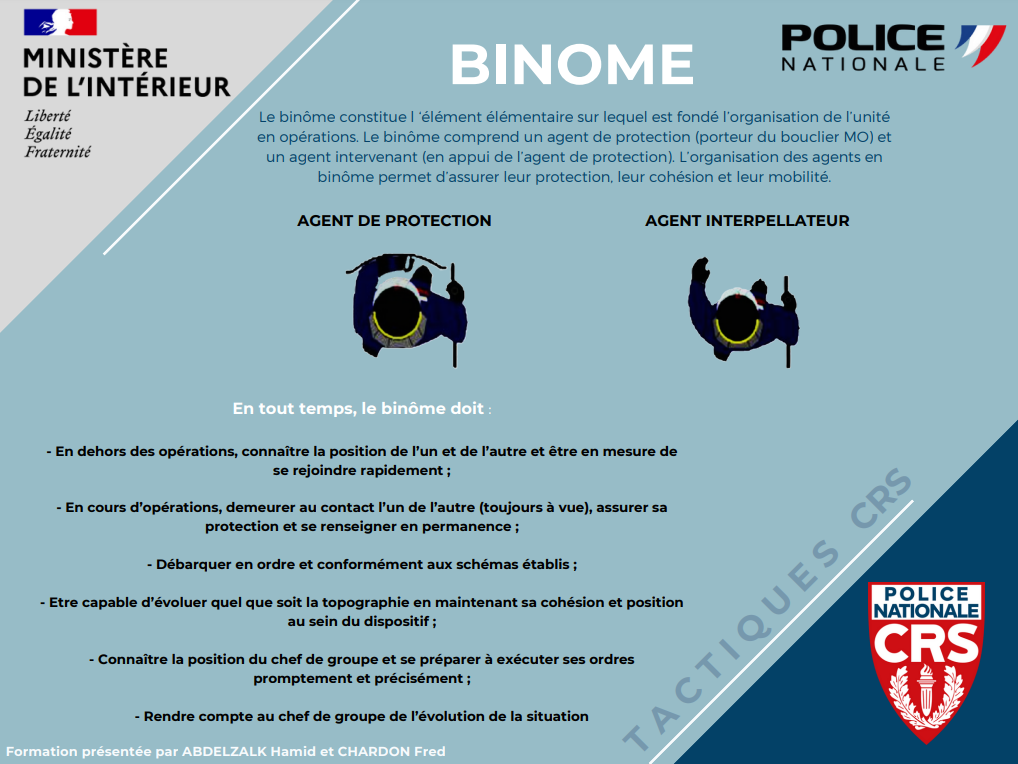 MINISTÈRE
DE L'INTÉRIEUR
Liberté
Égalité
Fraternité
BINOME
POLICE
NATIONALE
Le binôme constitue l 'élément élémentaire sur lequel est fondé l'organisation de l'unité
en opérations. Le binôme comprend un agent de protection (porteur du bouclier MO) et
un agent intervenant (en appui de l'agent de protection). L'organisation des agents en
binôme permet d'assurer leur protection, leur cohésion et leur mobilité.
AGENT DE PROTECTION
AGENT INTERPELLATEUR
En tout temps, le binôme doit :
- En dehors des opérations, connaître la position de l'un et de l'autre et être en mesure de
se rejoindre rapidement ;
- En cours d'opérations, demeurer au contact l'un de l'autre (toujours à vue), assurer sa
protection et se renseigner en permanence ;
- Débarquer en ordre et conformément aux schémas établis ;
- Etre capable d'évoluer quel que soit la topographie en maintenant sa cohésion et position
au sein du dispositif ;
- Connaître la position du chef de groupe et se préparer à exécuter ses ordres
promptement et précisément ;
- Rendre compte au chef de groupe de l'évolution de la situation
TACTIQUES CRS
POLICE
NATIONALE
CRS
Formation présentée par ABDELZALK Hamid et CHARDON Fred